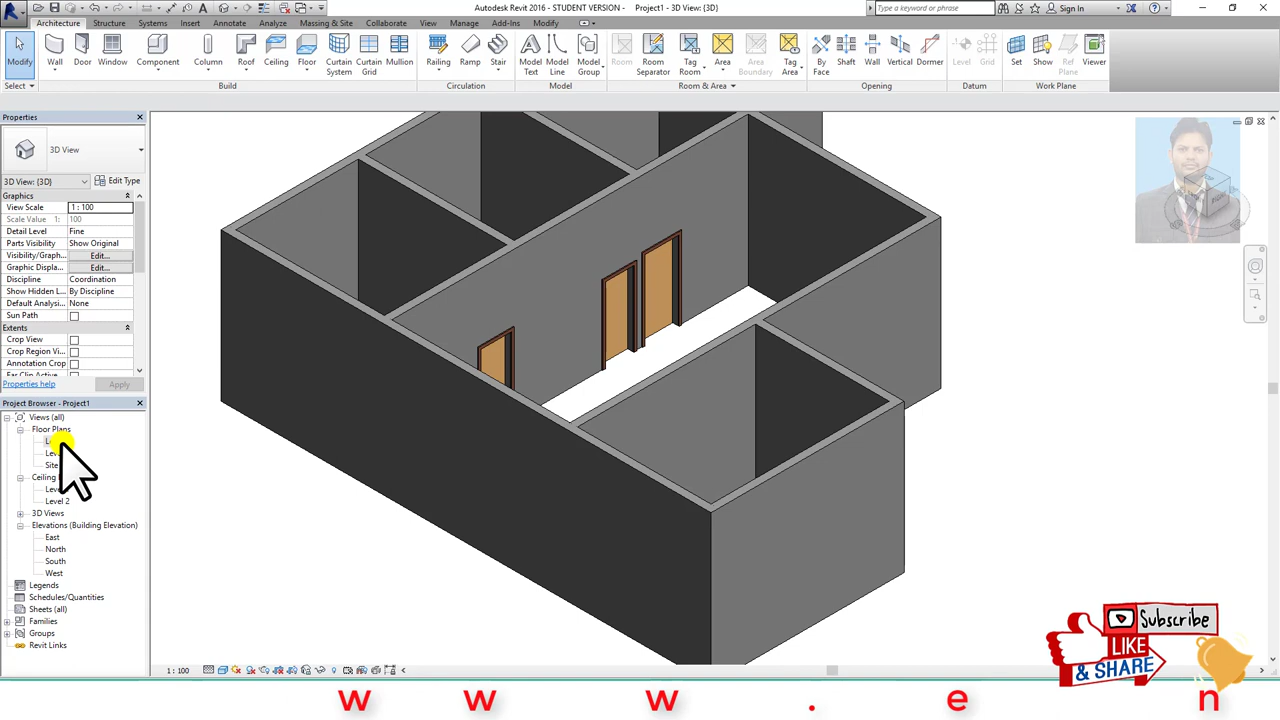 Autodesk Revit 2016 - STUDENT VERSION - Project1 - 3D View: {3D}
Type a keyword or phrase
Sign In
Architecture Structure Systems Insert Annotate Analyze Massing & Site Collaborate View Manage Add-Ins Modify
Modify Wall Door Window Component Column Roof Ceiling Floor Curtain System Curtain Grid Mullion Railing Ramp Stair Model Text Model Line Model Group Room Room Separator Tag Room Area Area Boundary Tag Area By Face Shaft Wall Vertical Dormer Level Grid Set Show Ref Plane Viewer
Select Build Circulation Model Room & Area Opening Datum Work Plane
Properties
3D View
3D View: {3D} Edit Type
Graphics
View Scale 1 : 100
Scale Value 1: 100
Detail Level Fine
Parts Visibility Show Original
Visibility/Graph... Edit...
Graphic Displa... Edit...
Discipline Coordination
Show Hidden L... By Discipline
Default Analysi... None
Sun Path
Extents
Crop View
Crop Region Vi...
Annotation Crop
Properties help Apply
Project Browser - Project1
Views (all)
Floor Plans
Site
Ceiling
Level 2
3D Views
Elevations (Building Elevation)
East
North
South
West
Legends
Schedules/Quantities
Sheets (all)
Families
Groups
Revit Links
1 : 100
Subscribe
LIKE
& SHARE
w w w . e n